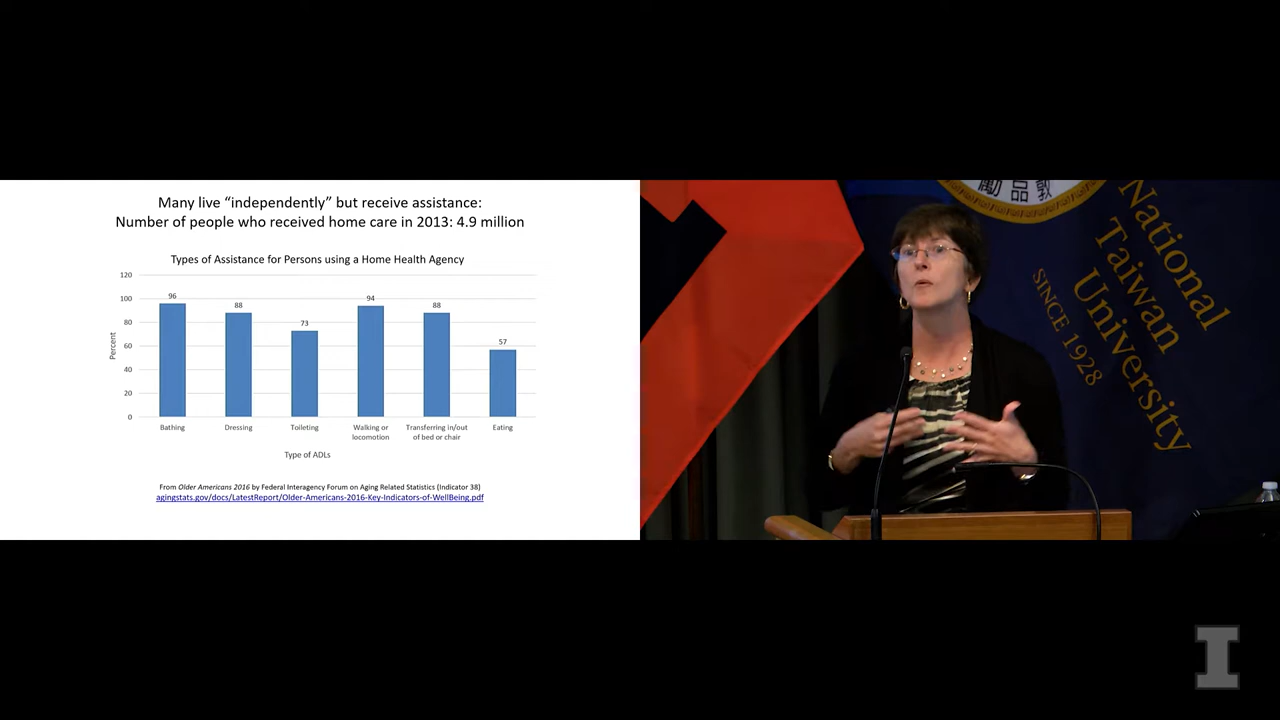 Many live “independently” but receive assistance:
Number of people who received home care in 2013: 4.9 million
Types of Assistance for Persons using a Home Health Agency
120
100
80
60
40
20
0
Percent
96
88
73
94
88
57
Bathing
Dressing
Toileting
Walking or
locomotion
Transferring in/out
of bed or chair
Eating
Type of ADLs
From Older Americans 2016 by Federal Interagency Forum on Aging Related Statistics (Indicator 38)
agingstats.gov/docs/LatestReport/Older-Americans-2016-Key-Indicators-of-WellBeing.pdf
勵品敦
National
Taiwan
University
SINCE 1928
I